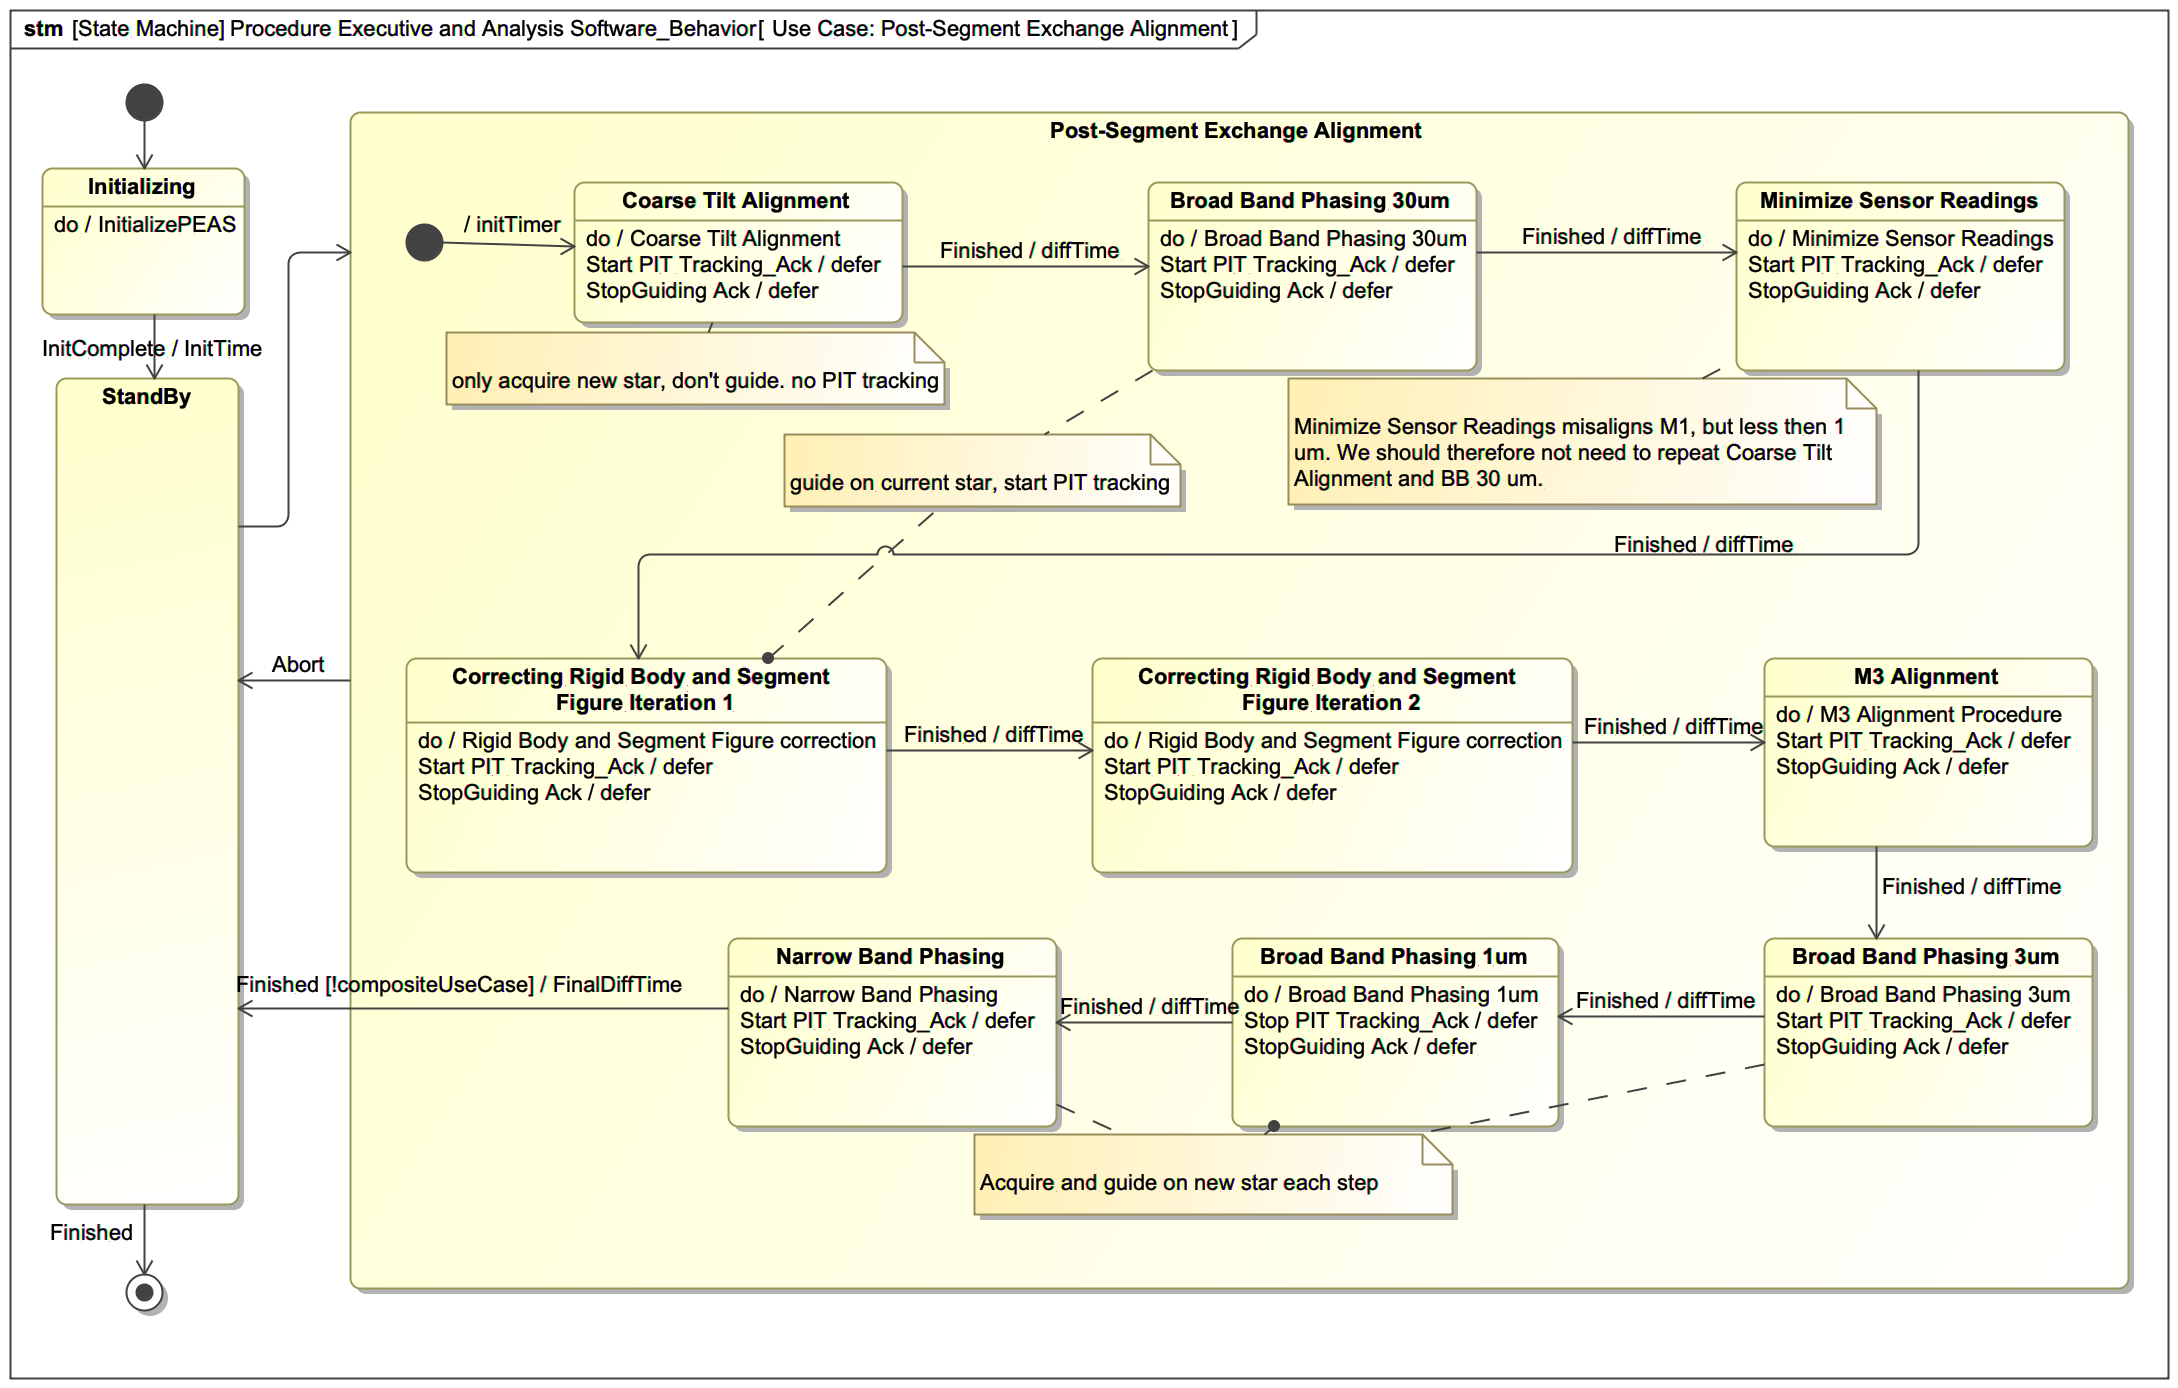 stm [State Machine] Procedure Executive and Analysis Software_Behavior[ Use Case: Post-Segment Exchange Alignment ]
Post-Segment Exchange Alignment
Initializing
do / InitializePEAS
InitComplete / InitTime
StandBy
/ initTimer
Coarse Tilt Alignment
do / Coarse Tilt Alignment
Start PIT Tracking_Ack / defer
StopGuiding Ack / defer
Finished / diffTime
Broad Band Phasing 30um
do / Broad Band Phasing 30um
Start PIT Tracking_Ack / defer
StopGuiding Ack / defer
Finished / diffTime
Minimize Sensor Readings
do / Minimize Sensor Readings
Start PIT Tracking_Ack / defer
StopGuiding Ack / defer
only acquire new star, don't guide. no PIT tracking
guide on current star, start PIT tracking
Minimize Sensor Readings misaligns M1, but less then 1
um. We should therefore not need to repeat Coarse Tilt
Alignment and BB 30 um.
Finished / diffTime
Abort
Correcting Rigid Body and Segment
Figure Iteration 1
do / Rigid Body and Segment Figure correction
Start PIT Tracking_Ack / defer
StopGuiding Ack / defer
Finished / diffTime
Correcting Rigid Body and Segment
Figure Iteration 2
do / Rigid Body and Segment Figure correction
Start PIT Tracking_Ack / defer
StopGuiding Ack / defer
Finished / diffTime
M3 Alignment
do / M3 Alignment Procedure
Start PIT Tracking_Ack / defer
StopGuiding Ack / defer
Finished / diffTime
Finished [!compositeUseCase] / FinalDiffTime
Narrow Band Phasing
do / Narrow Band Phasing
Start PIT Tracking_Ack / defer
StopGuiding Ack / defer
Finished / diffTime
Broad Band Phasing 1um
do / Broad Band Phasing 1um
Stop PIT Tracking_Ack / defer
StopGuiding Ack / defer
Finished / diffTime
Broad Band Phasing 3um
do / Broad Band Phasing 3um
Start PIT Tracking_Ack / defer
StopGuiding Ack / defer
Acquire and guide on new star each step
Finished